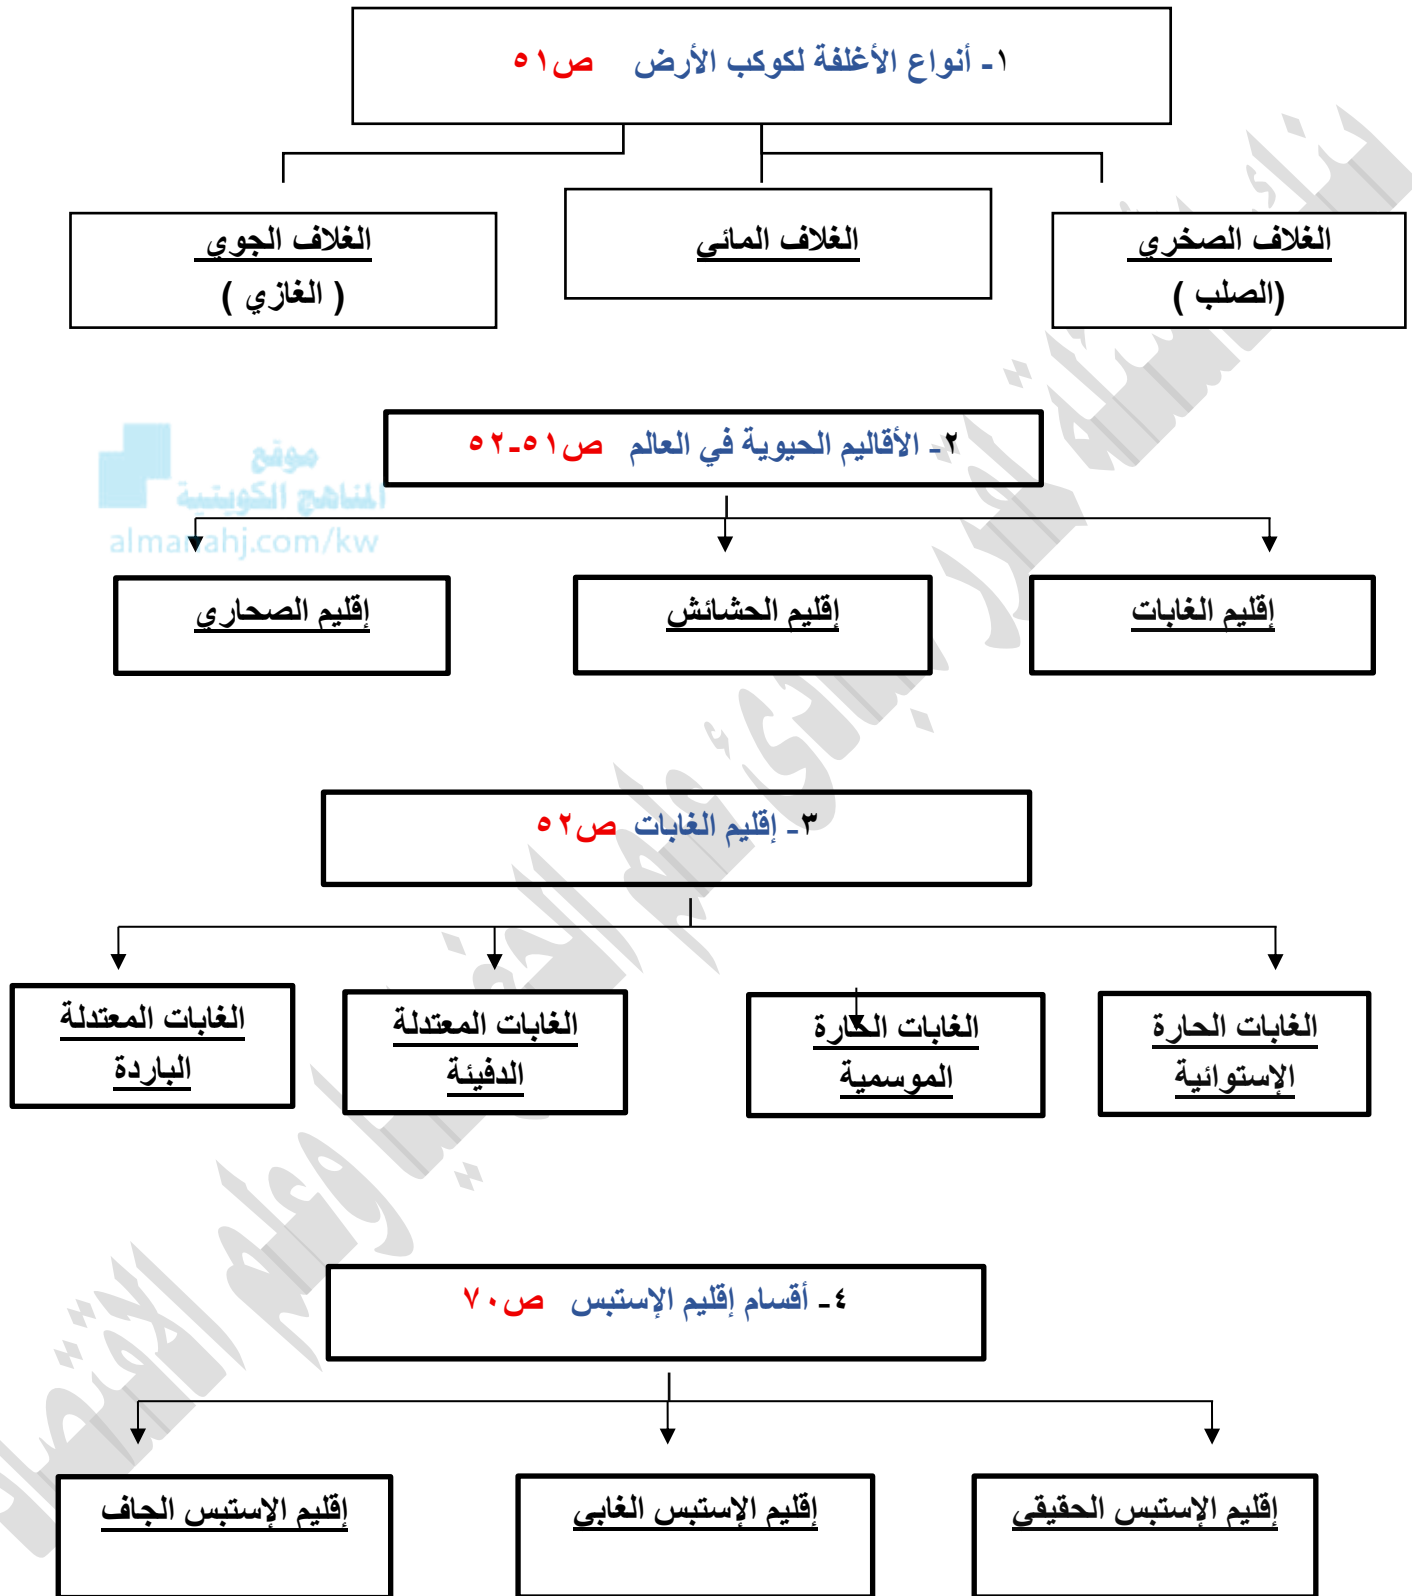 ١- أنواع الأغلفة لكوكب الأرض ص٥١
الغلاف الصخري
(الصلب )
الغلاف المائي
الغلاف الجوي
( الغازي )
موقع
المناهج الكويتية
almanahj.com/kw
٢- الأقاليم الحيوية في العالم ص٥١-٥٢
إقليم الغابات
إقليم الحشائش
إقليم الصحاري
٣- إقليم الغابات ص٥٢
الغابات الحارة
الإستوائية
الغابات الحارة
الموسمية
الغابات المعتدلة
الدفيئة
الغابات المعتدلة
الباردة
٤- أقسام إقليم الإستبس ص٧٠
إقليم الإستبس الحقيقي
إقليم الإستبس الغابي
إقليم الإستبس الجاف